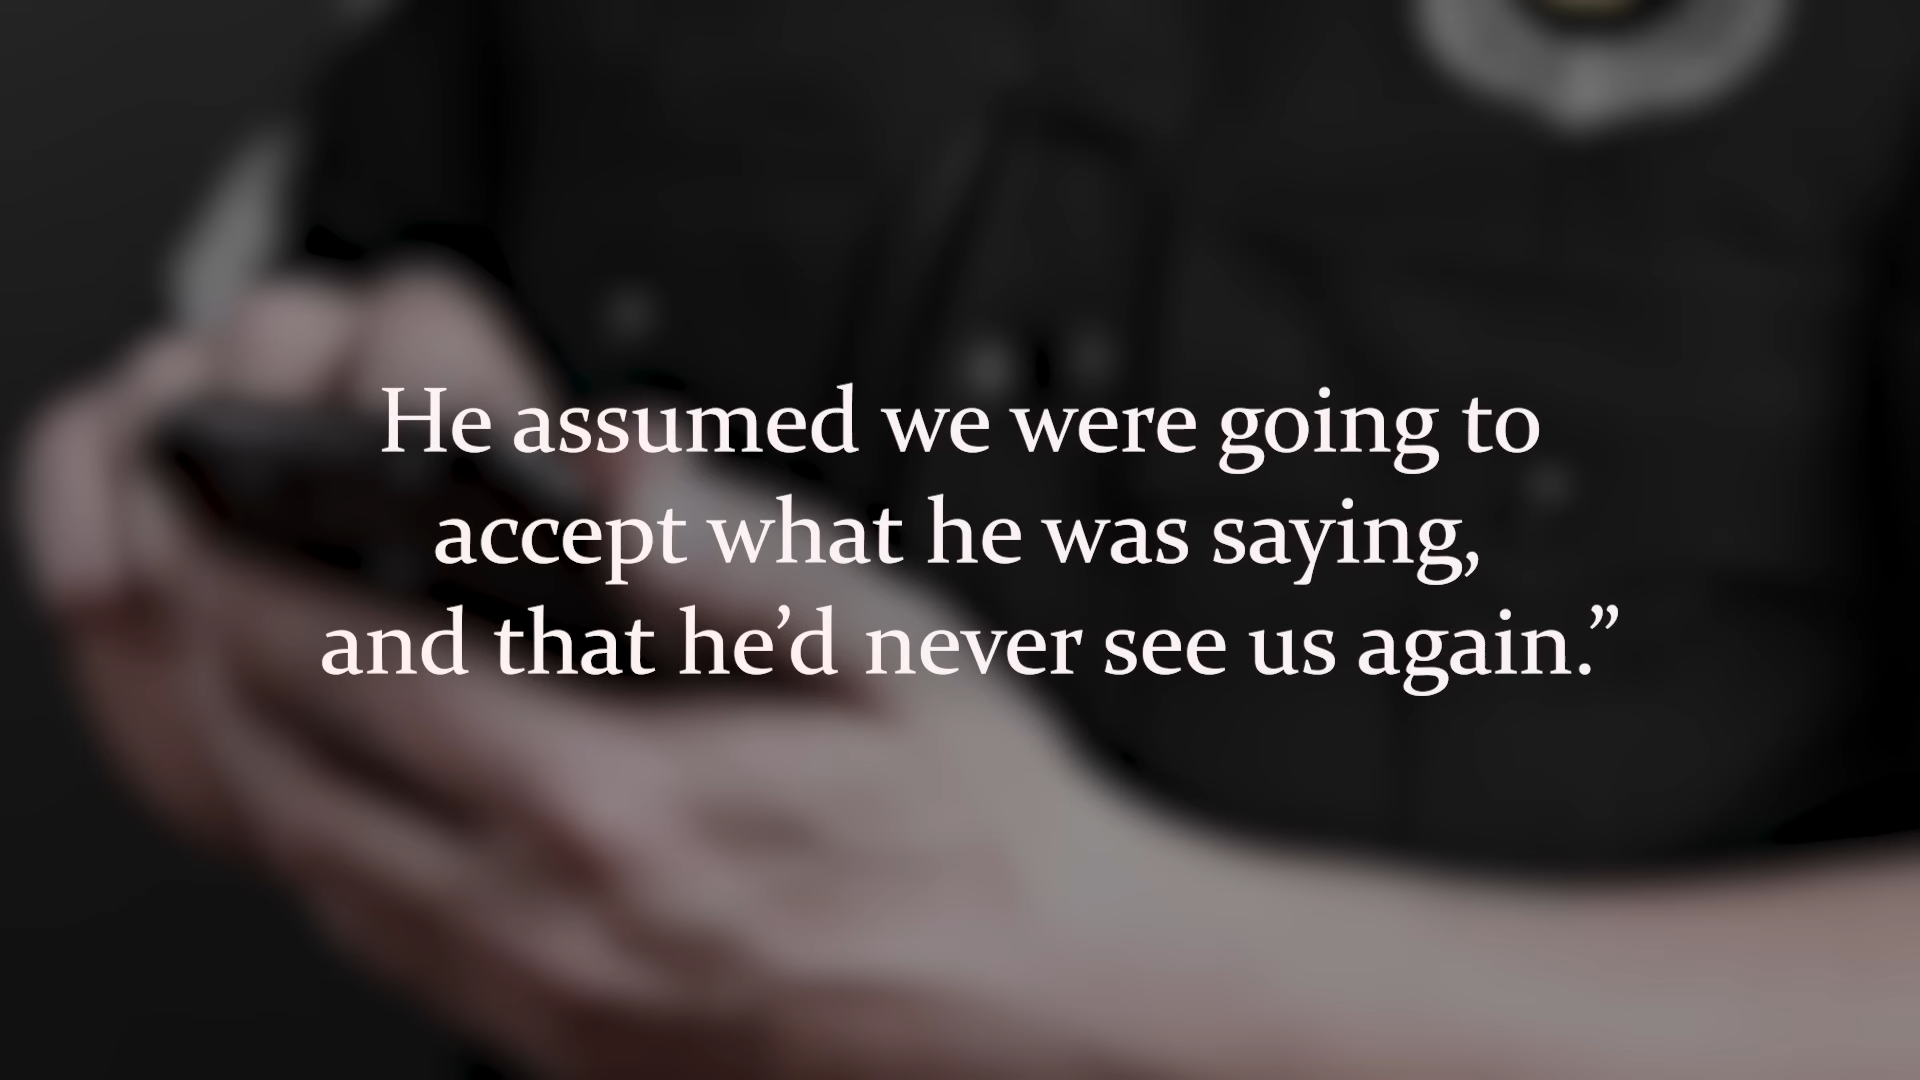 He assumed we were going to
accept what he was saying,
and that he’d never see us again.”